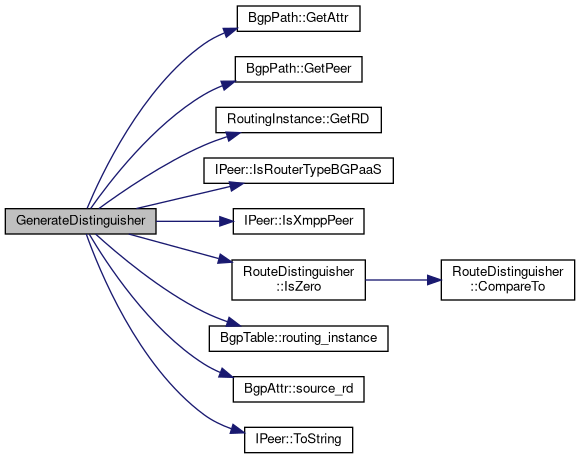 BgpPath::GetAttr
BgpPath::GetPeer
RoutingInstance::GetRD
IPeer::IsRouterTypeBGPaaS
GenerateDistinguisher
IPeer::IsXmppPeer
RouteDistinguisher
::IsZero
RouteDistinguisher
::CompareTo
BgpTable::routing_instance
BgpAttr::source_rd
IPeer::ToString